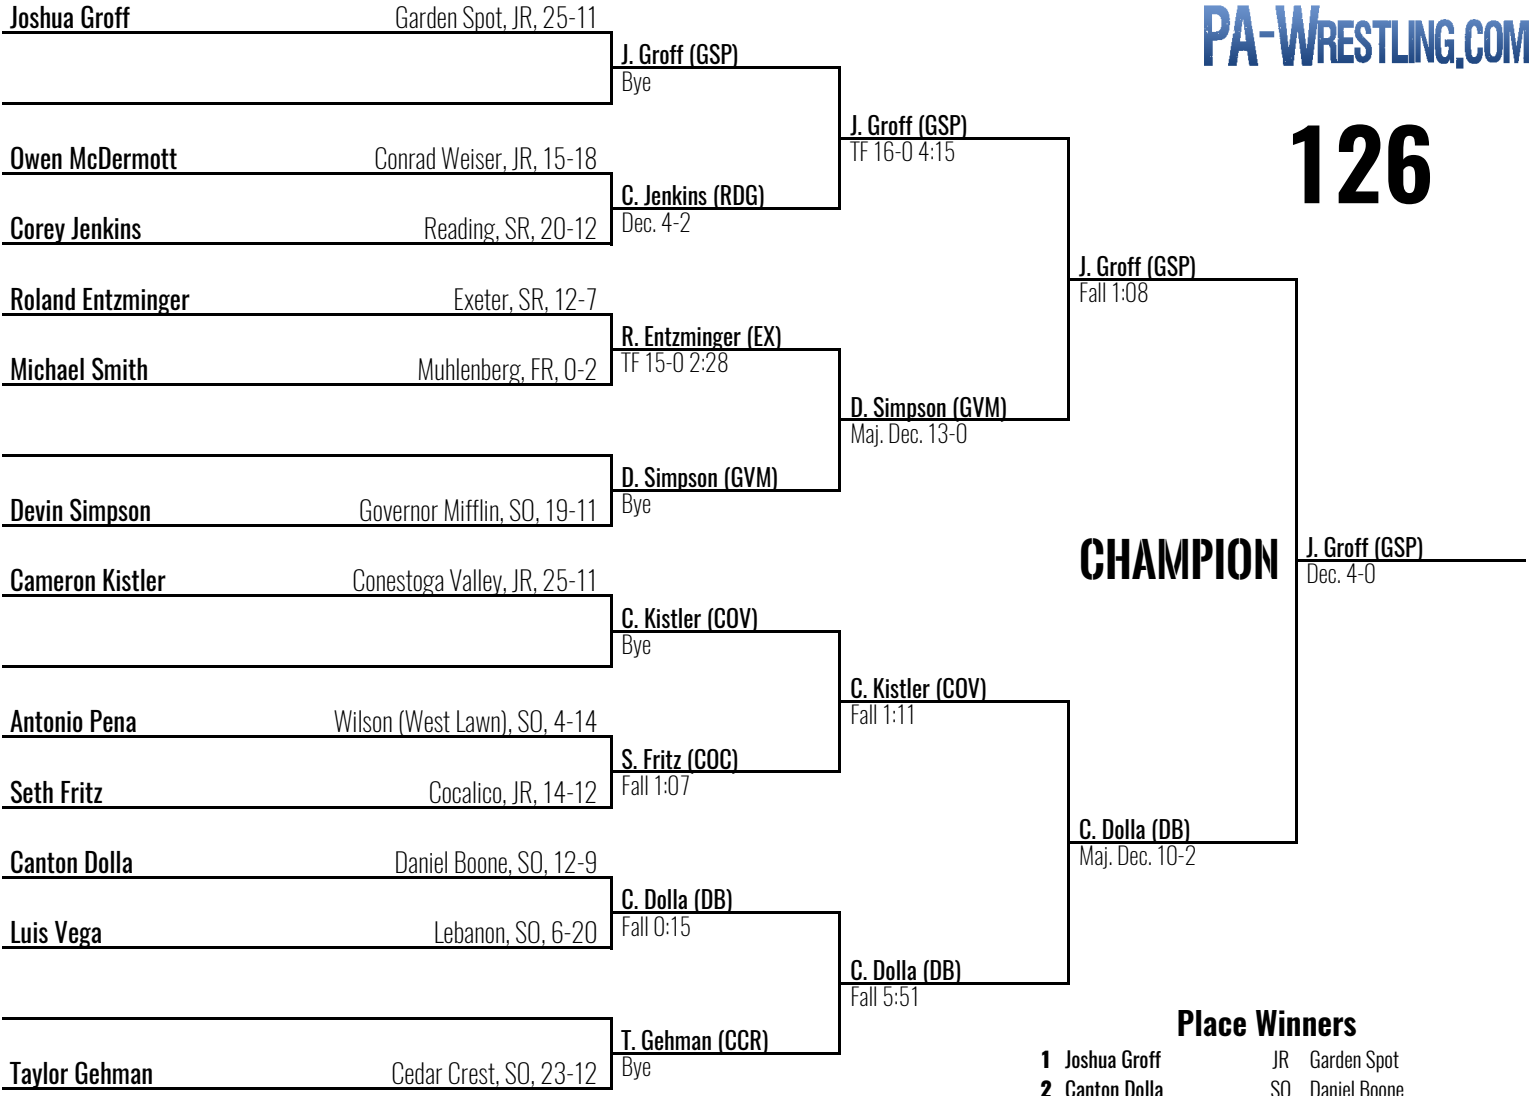 PA-WRESTLING.COM
126
Joshua Groff Garden Spot, JR, 25-11
J. Groff (GSP)
Bye
J. Groff (GSP)
TF 16-0 4:15
Owen McDermott Conrad Weiser, JR, 15-18
C. Jenkins (RDG)
Dec. 4-2
Corey Jenkins Reading, SR, 20-12
J. Groff (GSP)
Fall 1:08
Roland Entzminger Exeter, SR, 12-7
R. Entzminger (EX)
TF 15-0 2:28
Michael Smith Muhlenberg, FR, 0-2
D. Simpson (GVM)
Maj. Dec. 13-0
D. Simpson (GVM)
Bye
Devin Simpson Governor Mifflin, SO, 19-11
CHAMPION
J. Groff (GSP)
Dec. 4-0
Cameron Kistler Conestoga Valley, JR, 25-11
C. Kistler (COV)
Bye
C. Kistler (COV)
Fall 1:11
Antonio Pena Wilson (West Lawn), SO, 4-14
S. Fritz (COC)
Fall 1:07
Seth Fritz Cocalico, JR, 14-12
C. Dolla (DB)
Maj. Dec. 10-2
Canton Dolla Daniel Boone, SO, 12-9
C. Dolla (DB)
Fall 0:15
Luis Vega Lebanon, SO, 6-20
C. Dolla (DB)
Fall 5:51
T. Gehman (CCR)
Bye
Taylor Gehman Cedar Crest, SO, 23-12
Place Winners
1 Joshua Groff JR Garden Spot
2 Canton Dolla SO Daniel Boone